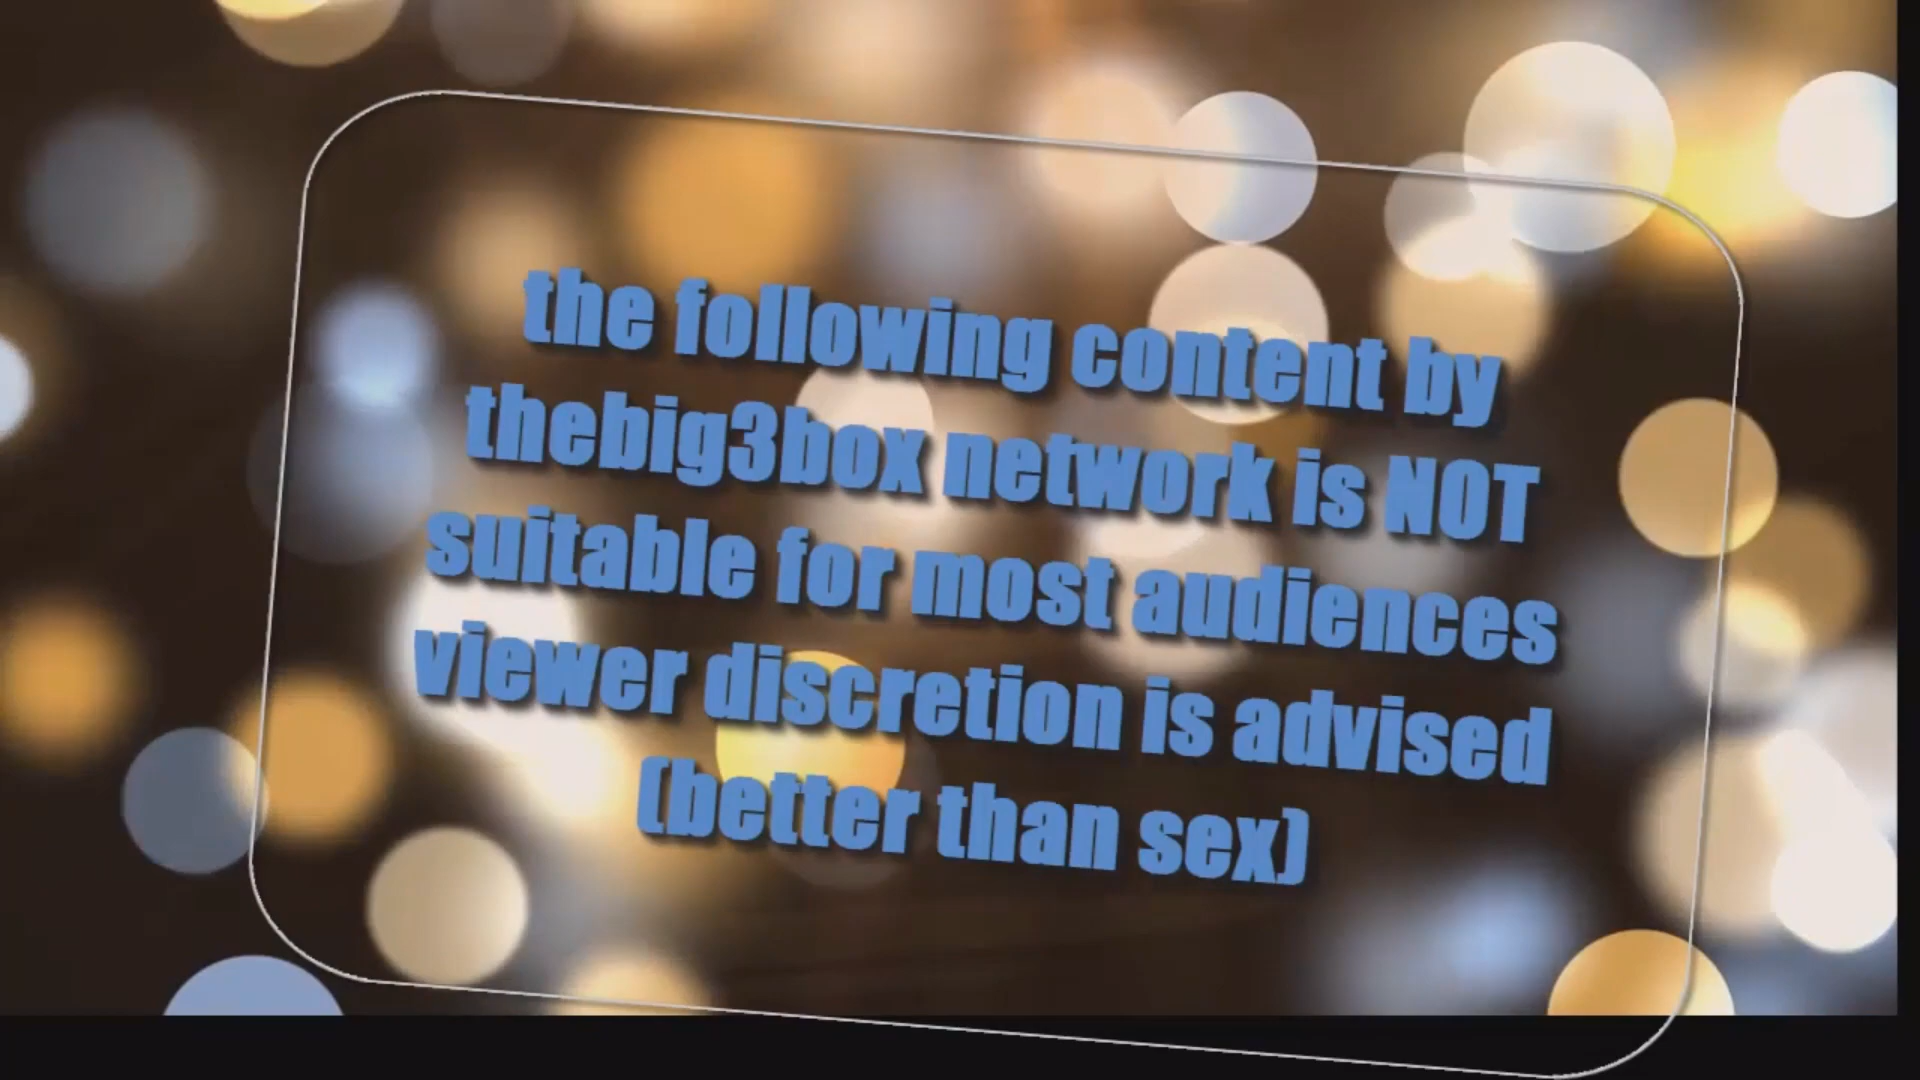 the following content by
thebig3box network is NOT
suitable for most audiences
viewer discretion is advised
(better than sex)